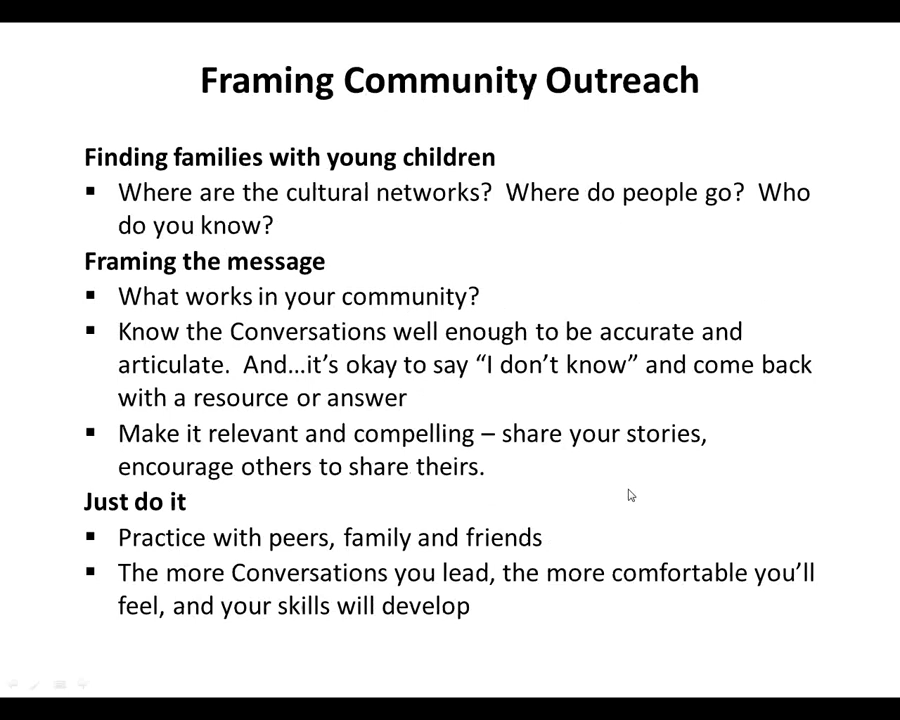 Framing Community Outreach
Finding families with young children
▪ Where are the cultural networks?  Where do people go?  Who
do you know?
Framing the message
▪ What works in your community?
▪ Know the Conversations well enough to be accurate and
articulate.  And...it’s okay to say “I don’t know” and come back
with a resource or answer
▪ Make it relevant and compelling – share your stories,
encourage others to share theirs.
Just do it
▪ Practice with peers, family and friends
▪ The more Conversations you lead, the more comfortable you’ll
feel, and your skills will develop